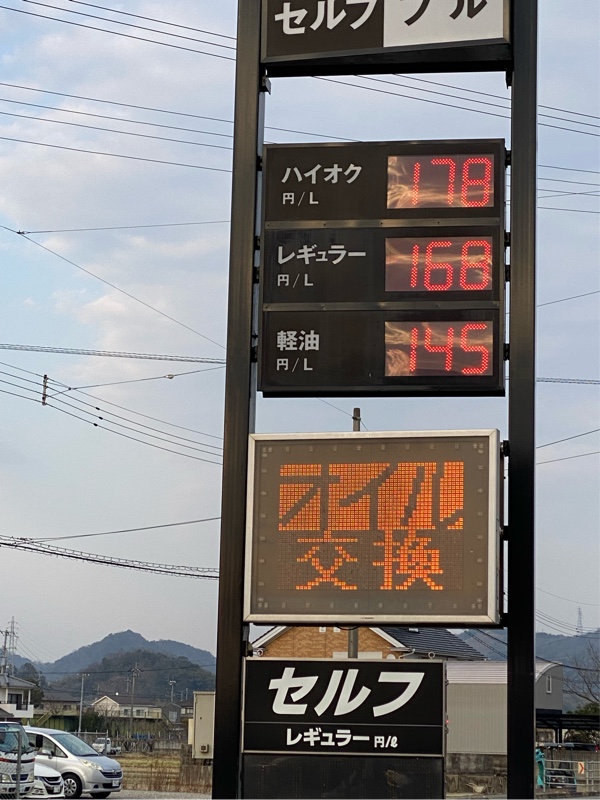 セルフ
ハイオク
円/L
178
レギュラー
円/L
168
軽油
円/L
145
オイル
交換
セルフ
レギュラー 円/ℓ